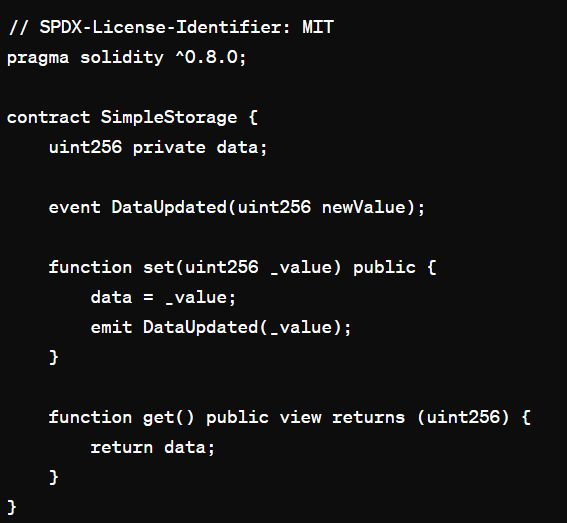 // SPDX-License-Identifier: MIT
pragma solidity ^0.8.0;

contract SimpleStorage {
    uint256 private data;

    event DataUpdated(uint256 newValue);

    function set(uint256 _value) public {
        data = _value;
        emit DataUpdated(_value);
    }

    function get() public view returns (uint256) {
        return data;
    }
}